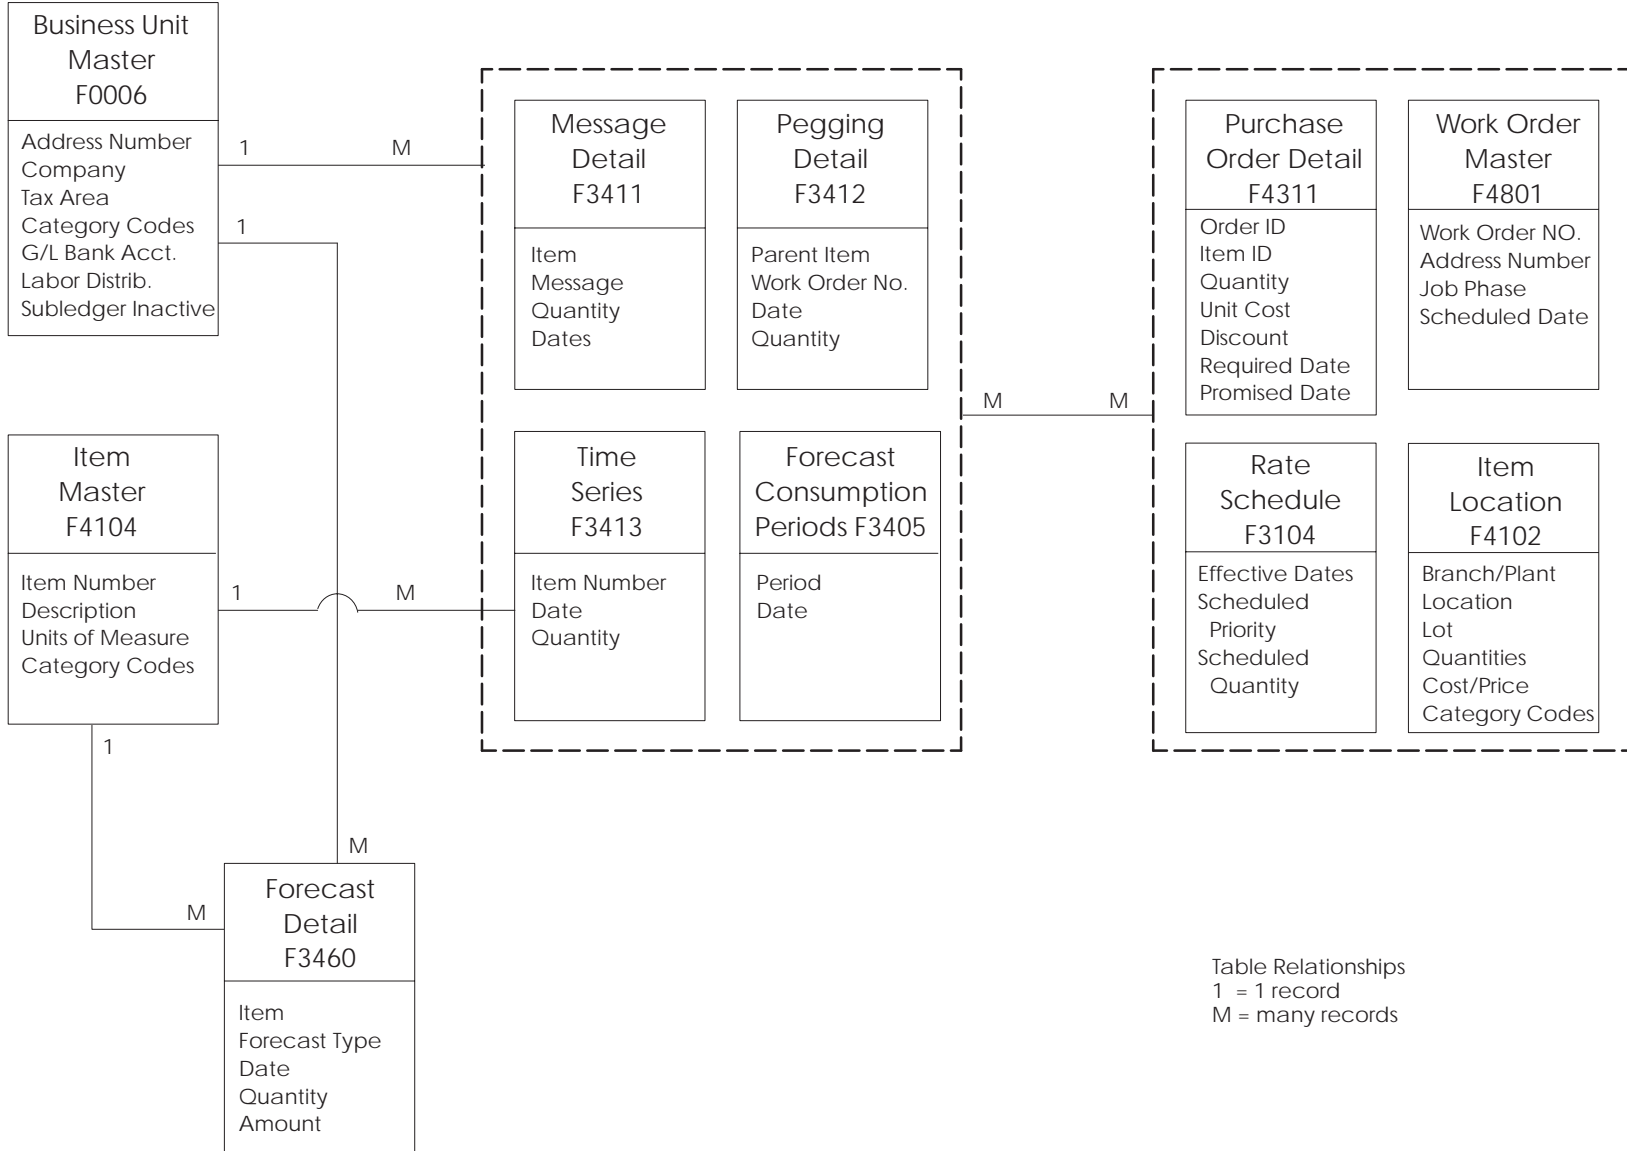 Business Unit
Master
F0006
Address Number
Company
Tax Area
Category Codes
G/L Bank Acct.
Labor Distrib.
Subledger Inactive
1
M
1
Message
Detail
F3411
Item
Message
Quantity
Dates
Pegging
Detail
F3412
Parent Item
Work Order No.
Date
Quantity
Purchase
Order Detail
F4311
Order ID
Item ID
Quantity
Unit Cost
Discount
Required Date
Promised Date
Work Order
Master
F4801
Work Order NO.
Address Number
Job Phase
Scheduled Date
M
M
Item
Master
F4104
Item Number
Description
Units of Measure
Category Codes
1
M
Time
Series
F3413
Item Number
Date
Quantity
Forecast
Consumption
Periods F3405
Period
Date
Rate
Schedule
F3104
Effective Dates
Scheduled
Priority
Scheduled
Quantity
Item
Location
F4102
Branch/Plant
Location
Lot
Quantities
Cost/Price
Category Codes
1
M
M
Forecast
Detail
F3460
Item
Forecast Type
Date
Quantity
Amount
Table Relationships
1 = 1 record
M = many records